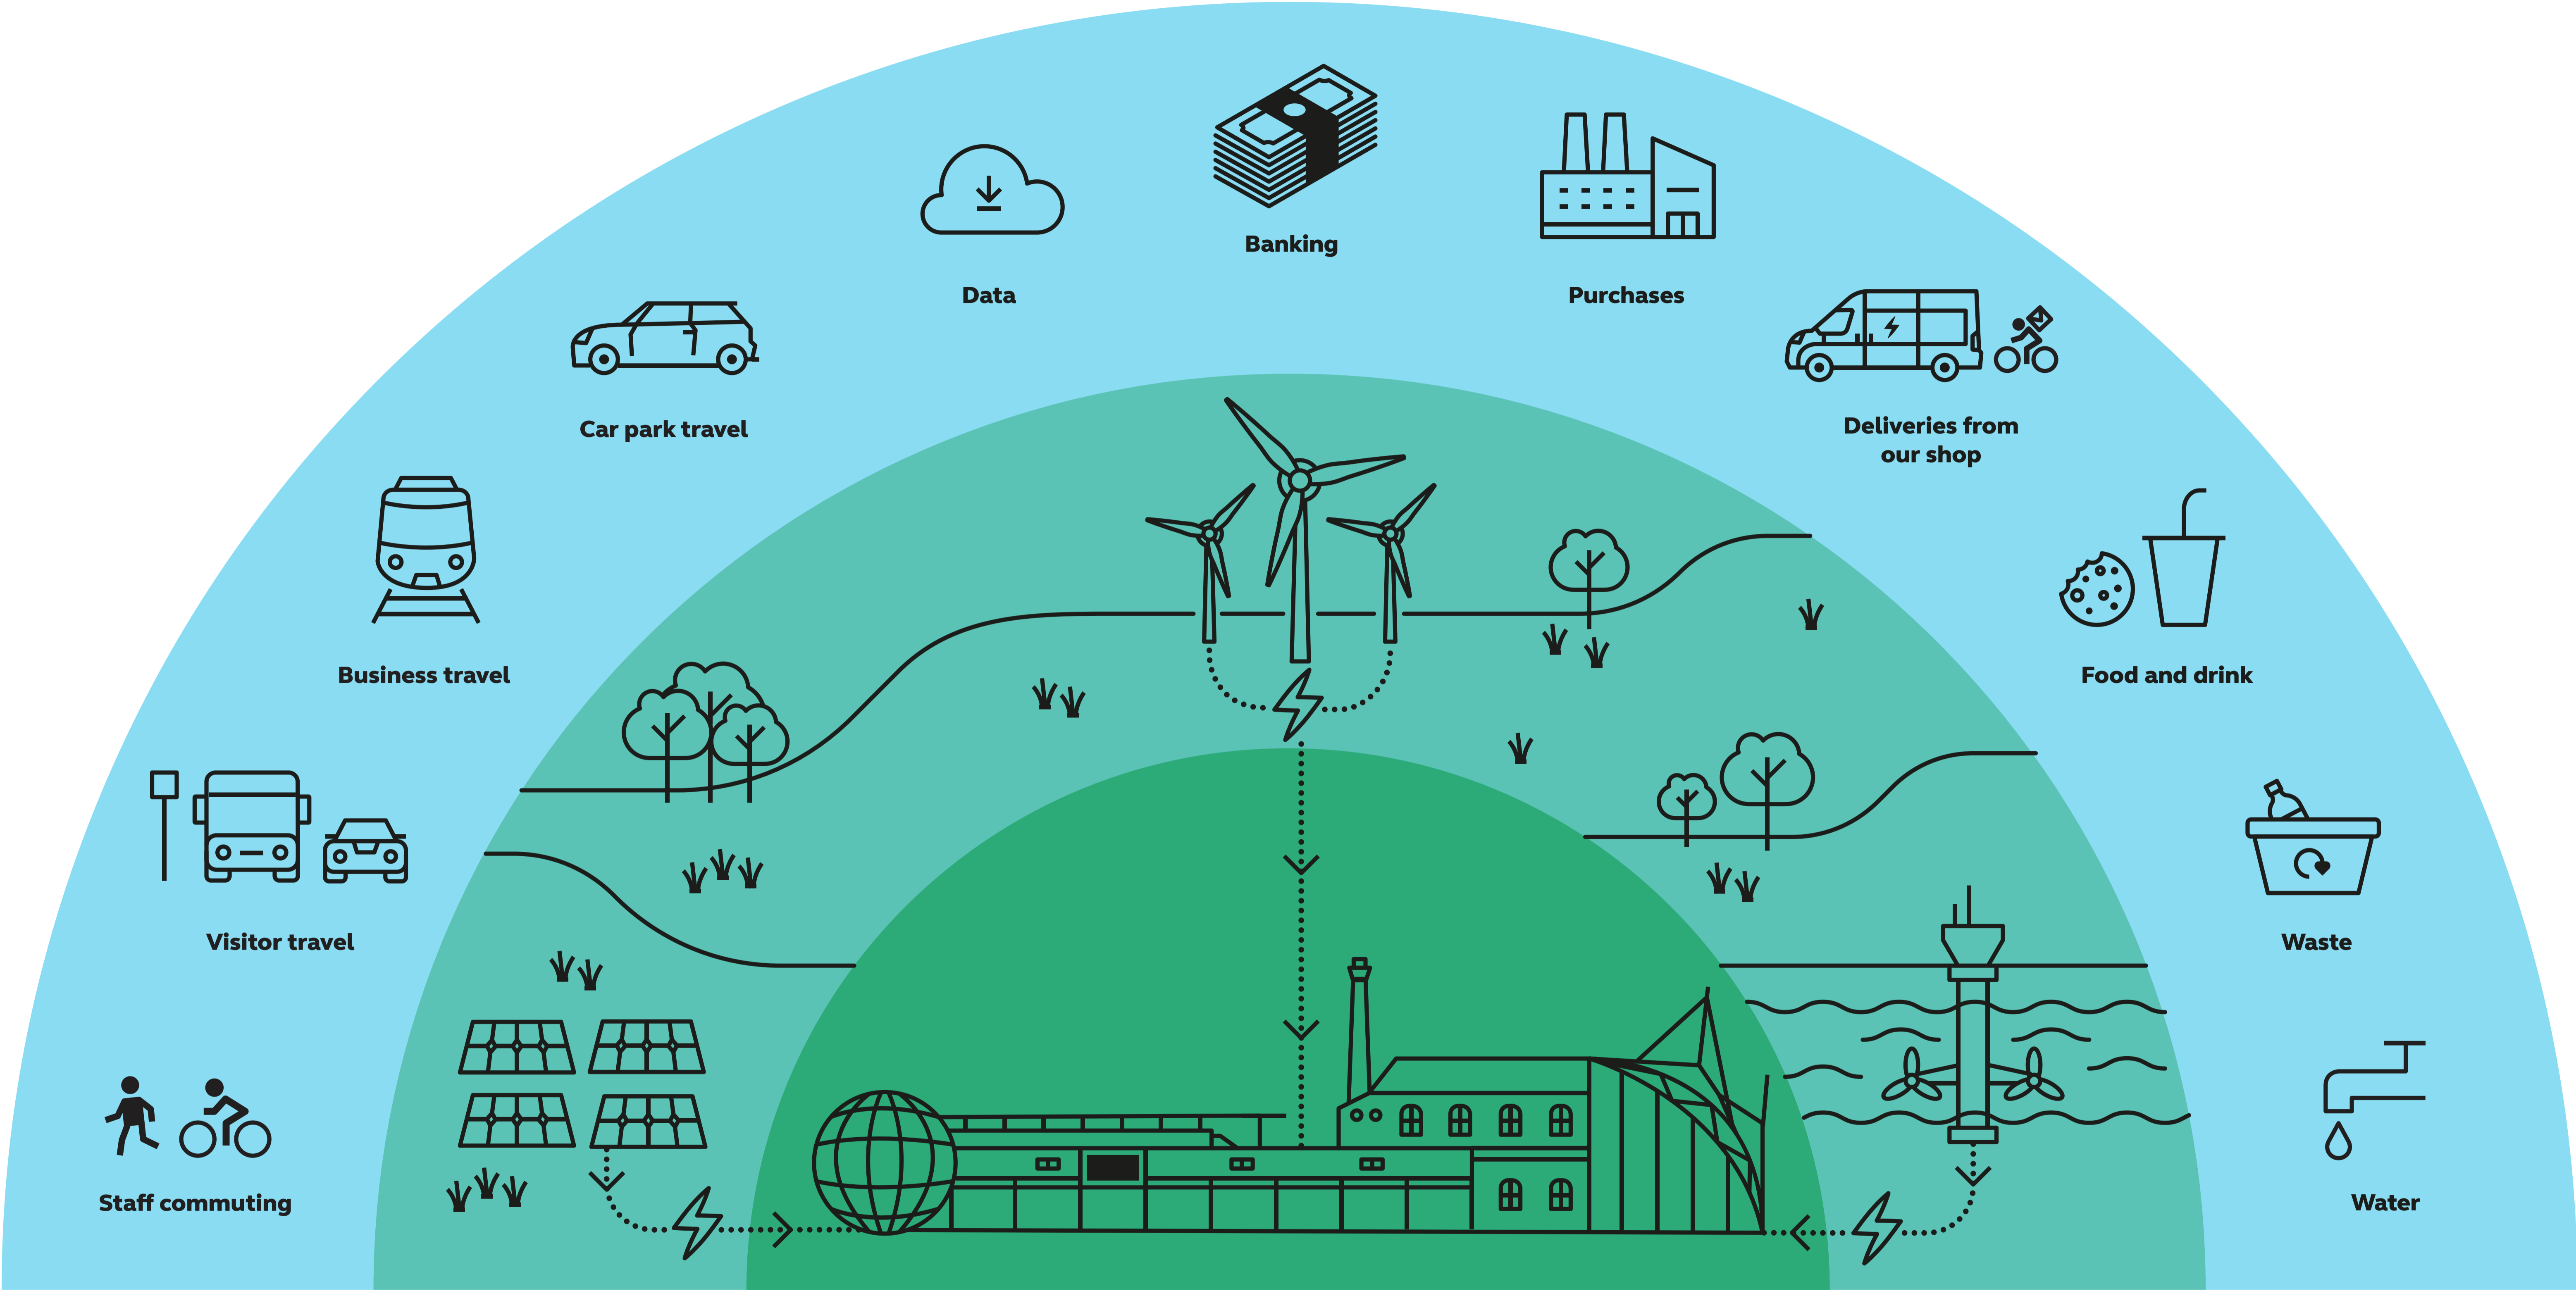 Banking
Data
Purchases
Car park travel
Deliveries from
our shop
Business travel
Food and drink
Visitor travel
Waste
Staff commuting
Water